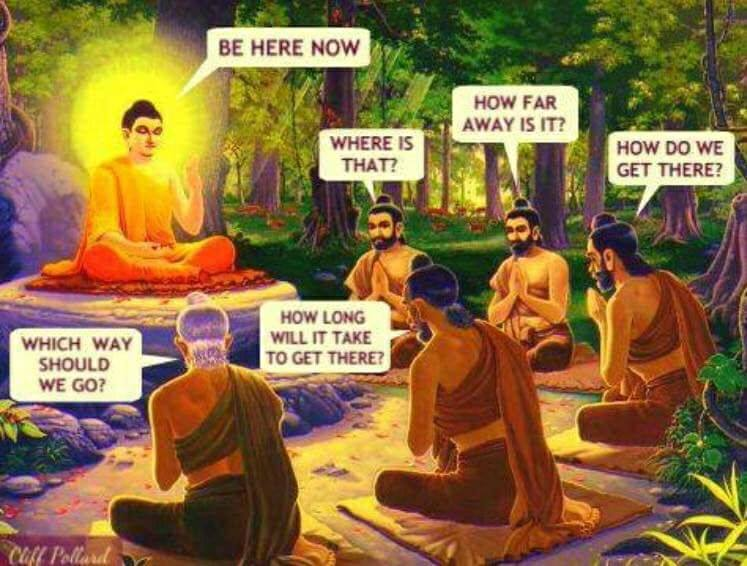 BE HERE NOW
WHERE IS
THAT?
HOW FAR
AWAY IS IT?
HOW DO WE
GET THERE?
HOW LONG
WILL IT TAKE
TO GET THERE?
WHICH WAY
SHOULD
WE GO?
Cliff Pollard